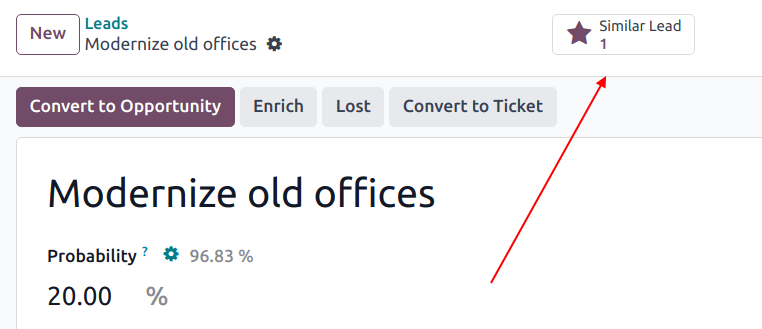 New
Leads
Modernize old offices
Similar Lead
1
Convert to Opportunity
Enrich
Lost
Convert to Ticket
Modernize old offices
Probability ? 96.83 %
20.00 %